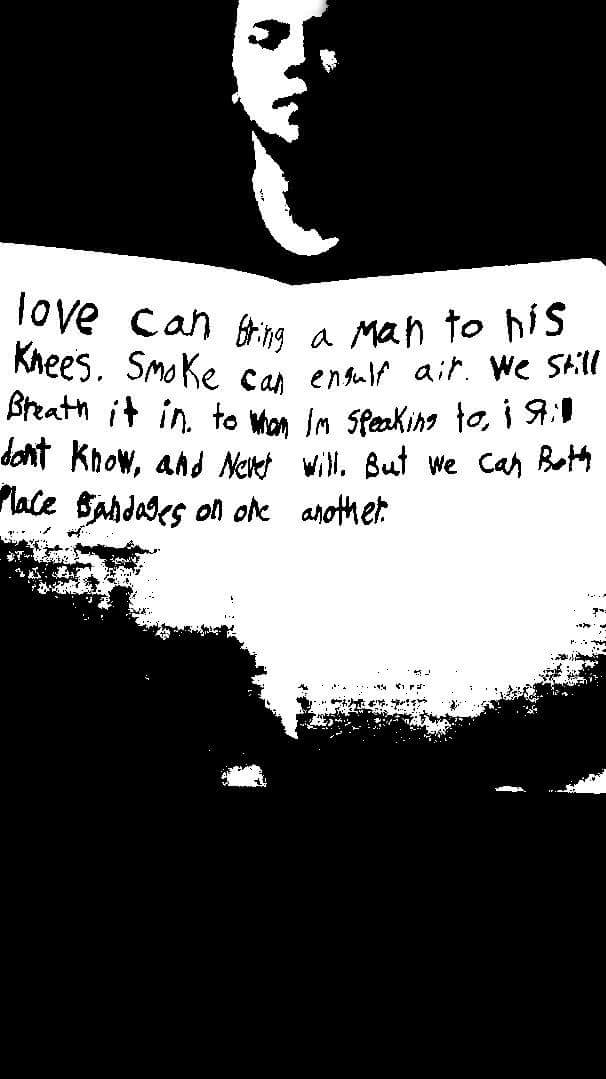 love can Bring a Man to his
Knees. Smoke can engulf air. We Still
Breath it in. to Whom Im Speaking to, i Still
dont Know, and Never will. But we can Both
Place Bandages on one another.